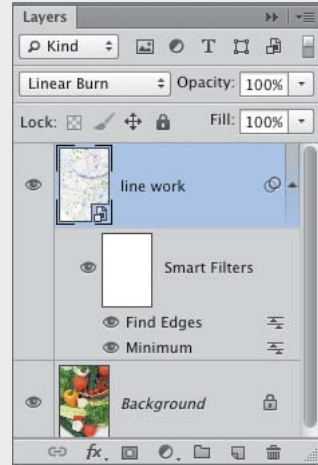 Layers
Kind
T
Linear Burn Opacity: 100%
Lock: Fill: 100%
line work
Smart Filters
Find Edges
Minimum
Background
fx